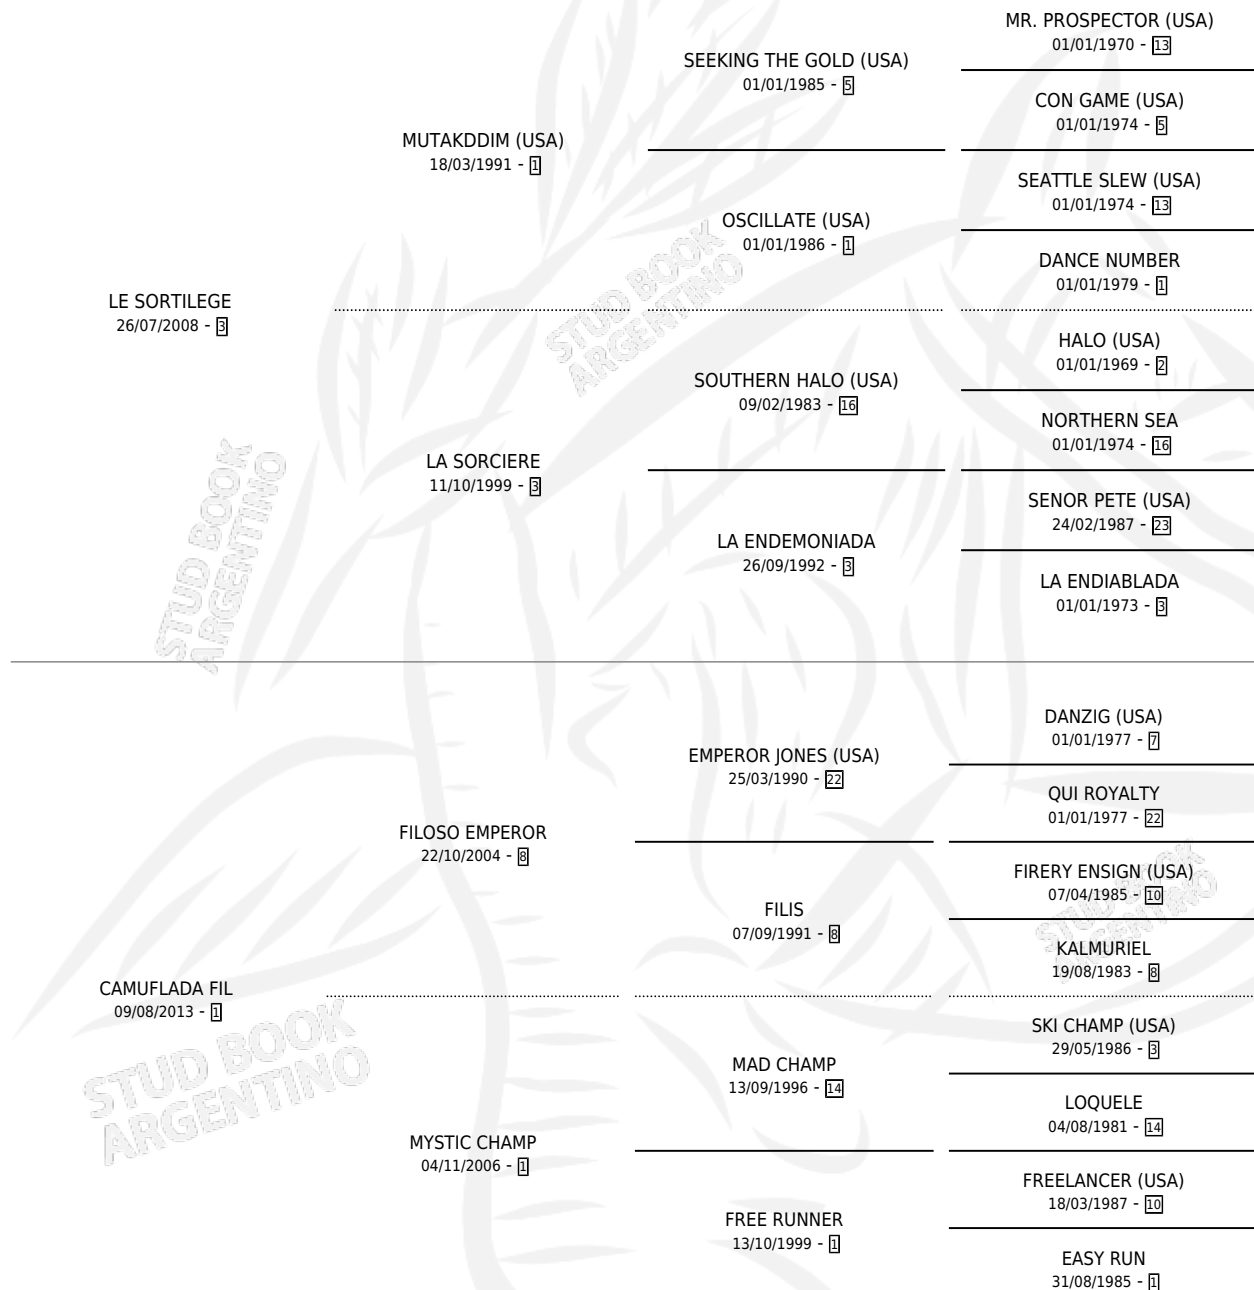 MR. PROSPECTOR (USA)
01/01/1970 - 13
SEEKING THE GOLD (USA)
01/01/1985 - 5
CON GAME (USA)
01/01/1974 - 5
MUTAKDDIM (USA)
18/03/1991 - 1
SEATTLE SLEW (USA)
01/01/1974 - 13
OSCILLATE (USA)
01/01/1986 - 1
DANCE NUMBER
01/01/1979 - 1
LE SORTILEGE
26/07/2008 - 3
HALO (USA)
01/01/1969 - 2
SOUTHERN HALO (USA)
09/02/1983 - 16
NORTHERN SEA
01/01/1974 - 16
LA SORCIERE
11/10/1999 - 3
SENOR PETE (USA)
24/02/1987 - 23
LA ENDEMONIADA
26/09/1992 - 3
LA ENDIABLADA
01/01/1973 - 3
DANZIG (USA)
01/01/1977 - 7
EMPEROR JONES (USA)
25/03/1990 - 22
QUI ROYALTY
01/01/1977 - 22
FILOSO EMPEROR
22/10/2004 - 8
FIRERY ENSIGN (USA)
07/04/1985 - 10
FILIS
07/09/1991 - 8
KALMURIEL
19/08/1983 - 8
CAMUFLADA FIL
09/08/2013 - 1
SKI CHAMP (USA)
29/05/1986 - 3
MAD CHAMP
13/09/1996 - 14
LOQUELE
04/08/1981 - 14
MYSTIC CHAMP
04/11/2006 - 1
FREELANCER (USA)
18/03/1987 - 10
FREE RUNNER
13/10/1999 - 1
EASY RUN
31/08/1985 - 1
STUD BOOK
ARGENTINO
STUD BOOK
ARGENTINO
STUD BOOK
ARGENTINO
STUD BOOK
ARGENTINO